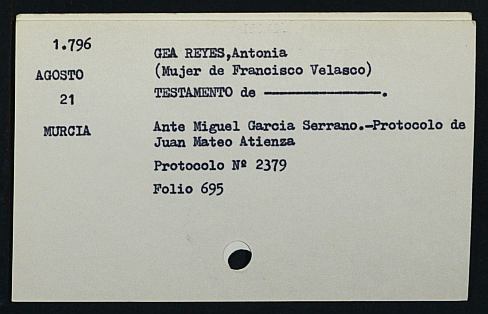 1.796
AGOSTO
21
MURCIA
GEA REYES,Antonia
(Mujer de Francisco Velasco)
TESTAMENTO de ————————.
Ante Miguel Garcia Serrano.-Protocolo de
Juan Mateo Atienza
Protocolo Nº 2379
Folio 695